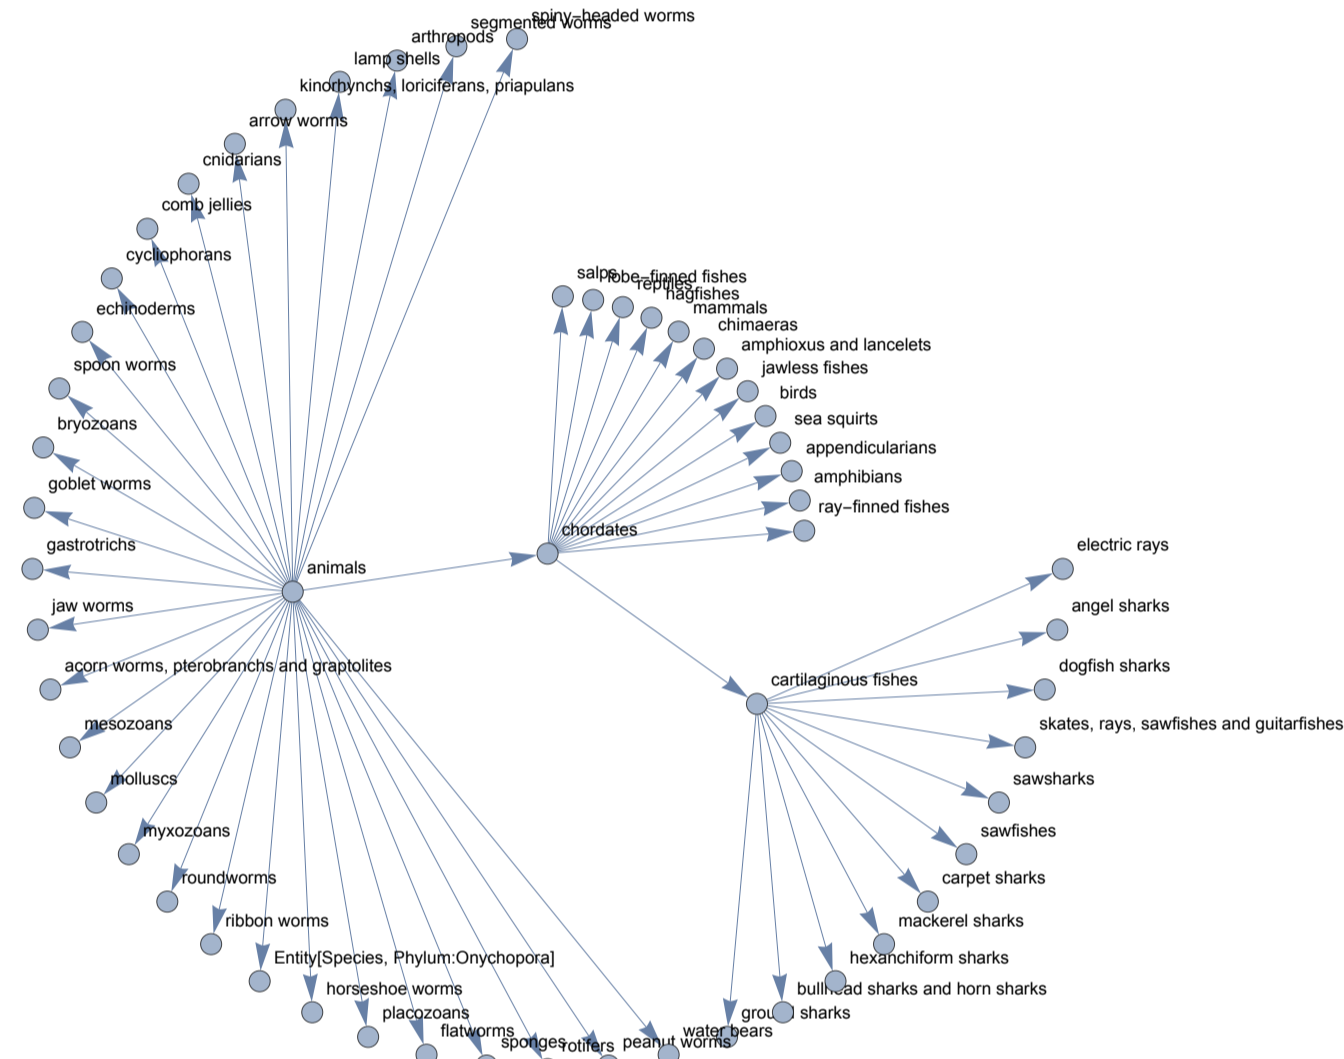 spiny-headed worms
segmented worms
arthropods
lamp shells
kinorhynchs, loriciferans, priapulans
arrow worms
cnidarians
comb jellies
cycliophorans
echinoderms
spoon worms
bryozoans
goblet worms
gastrotrichs
jaw worms
acorn worms, pterobranchs and graptolites
mesozoans
molluscs
myxozoans
roundworms
ribbon worms
Entity[Species, Phylum:Onychopora]
horseshoe worms
placozoans
flatworms
sponges
rotifers
peanut worms
water bears
animals
chordates
salps
lobe-finned fishes
reptiles
hagfishes
mammals
chimaeras
amphioxus and lancelets
jawless fishes
birds
sea squirts
appendicularians
amphibians
ray-finned fishes
cartilaginous fishes
electric rays
angel sharks
dogfish sharks
skates, rays, sawfishes and guitarfishes
sawsharks
sawfishes
carpet sharks
mackerel sharks
hexanchiform sharks
bullhead sharks and horn sharks
ground sharks